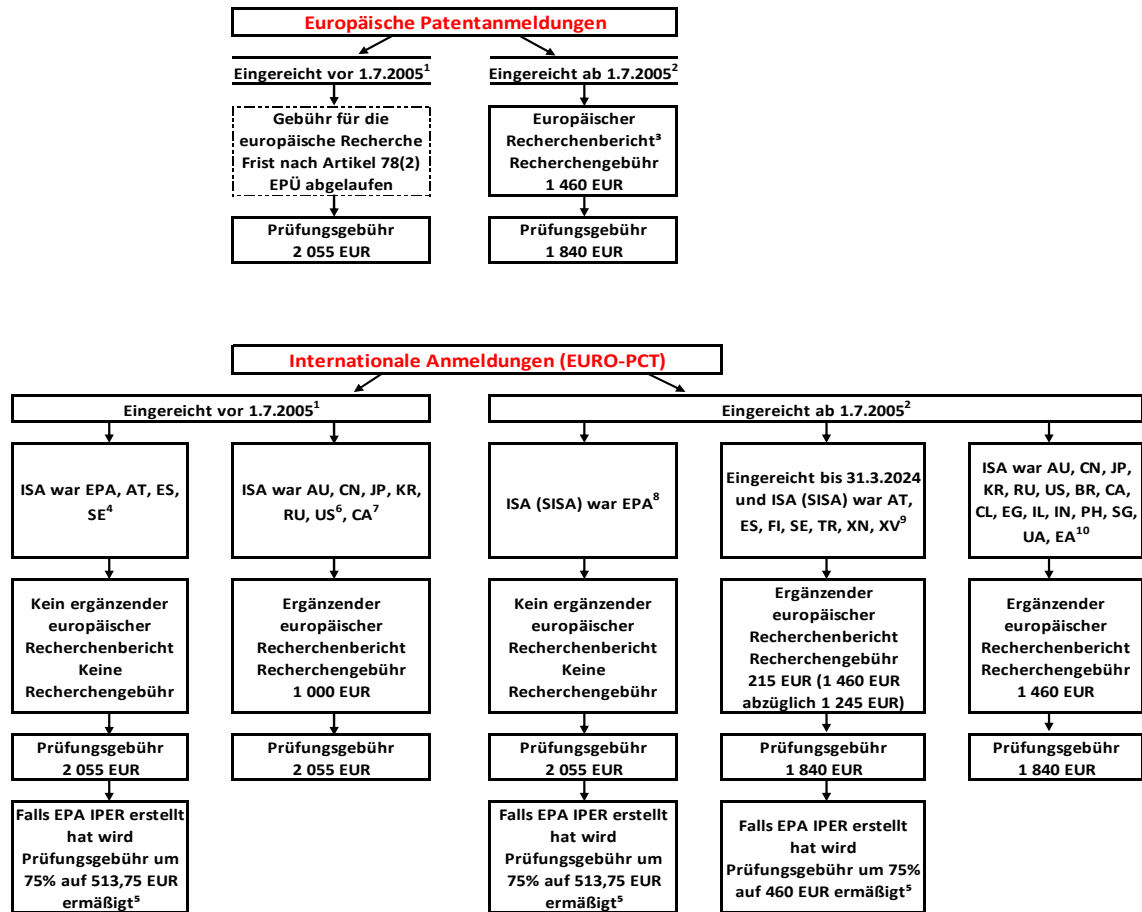 Europäische Patentanmeldungen
Eingereicht vor 1.7.2005¹
Eingereicht ab 1.7.2005²
Gebühr für die
europäische Recherche
Frist nach Artikel 78(2)
EPÜ abgelaufen
Europäischer
Recherchenbericht³
Recherchengebühr
1 460 EUR
Prüfungsgebühr
2 055 EUR
Prüfungsgebühr
1 840 EUR
Internationale Anmeldungen (EURO-PCT)
Eingereicht vor 1.7.2005¹
Eingereicht ab 1.7.2005²
ISA war EPA, AT, ES,
SE⁴
ISA war AU, CN, JP, KR,
RU, US⁶, CA⁷
ISA (SISA) war EPA⁸
Eingereicht bis 31.3.2024
und ISA (SISA) war AT,
ES, FI, SE, TR, XN, XV⁹
ISA war AU, CN, JP,
KR, RU, US, BR, CA,
CL, EG, IL, IN, PH, SG,
UA, EA¹⁰
Kein ergänzender
europäischer
Recherchenbericht
Keine
Recherchengebühr
Ergänzender
europäischer
Recherchenbericht
Recherchengebühr
1 000 EUR
Kein ergänzender
europäischer
Recherchenbericht
Keine
Recherchengebühr
Ergänzender
europäischer
Recherchenbericht
Recherchengebühr
215 EUR (1 460 EUR
abzüglich 1 245 EUR)
Ergänzender
europäischer
Recherchenbericht
Recherchengebühr
1 460 EUR
Prüfungsgebühr
2 055 EUR
Prüfungsgebühr
2 055 EUR
Prüfungsgebühr
2 055 EUR
Prüfungsgebühr
1 840 EUR
Prüfungsgebühr
1 840 EUR
Falls EPA IPER erstellt
hat wird
Prüfungsgebühr um
75% auf 513,75 EUR
ermäßigt⁵
Falls EPA IPER erstellt
hat wird
Prüfungsgebühr um
75% auf 513,75 EUR
ermäßigt⁵
Falls EPA IPER erstellt
hat wird
Prüfungsgebühr um 75%
auf 460 EUR ermäßigt⁵